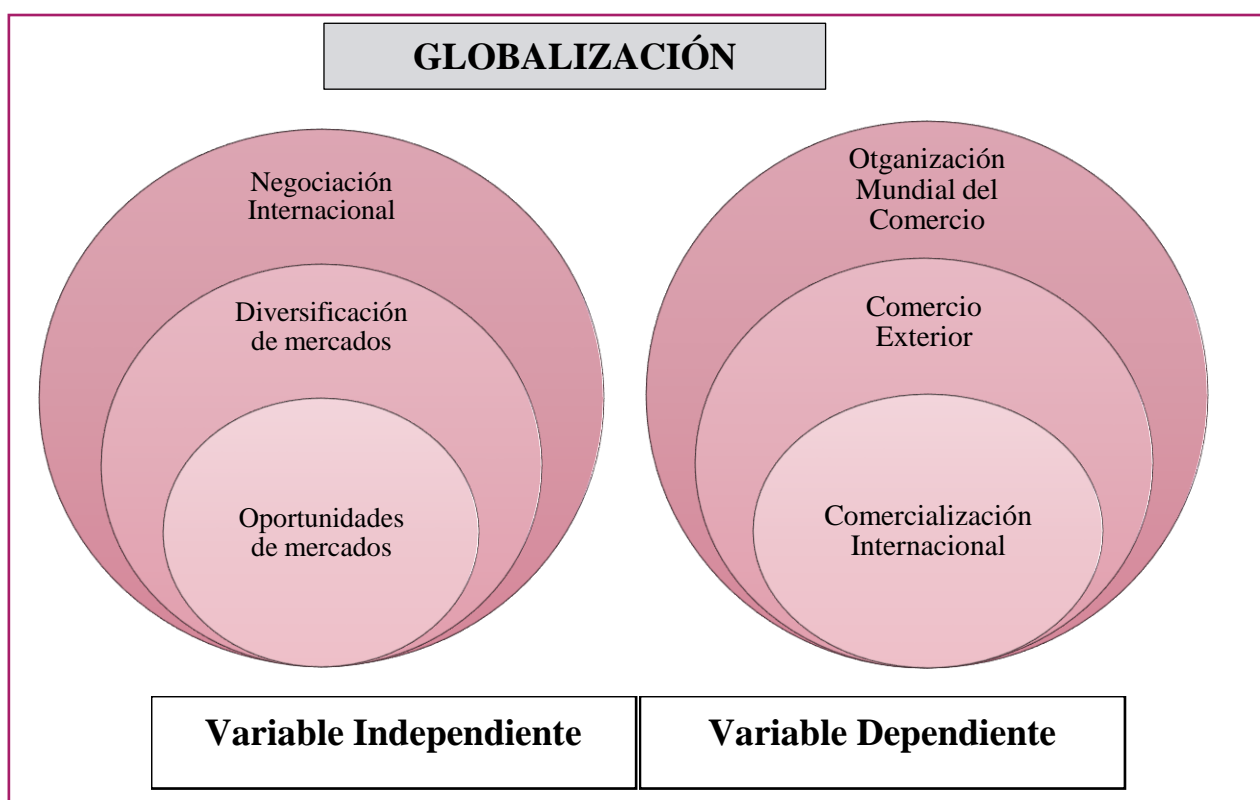 GLOBALIZACIÓN
Negociación
Internacional
Diversificación
de mercados
Oportunidades
de mercados
Otganización
Mundial del
Comercio
Comercio
Exterior
Comercialización
Internacional
Variable Independiente
Variable Dependiente